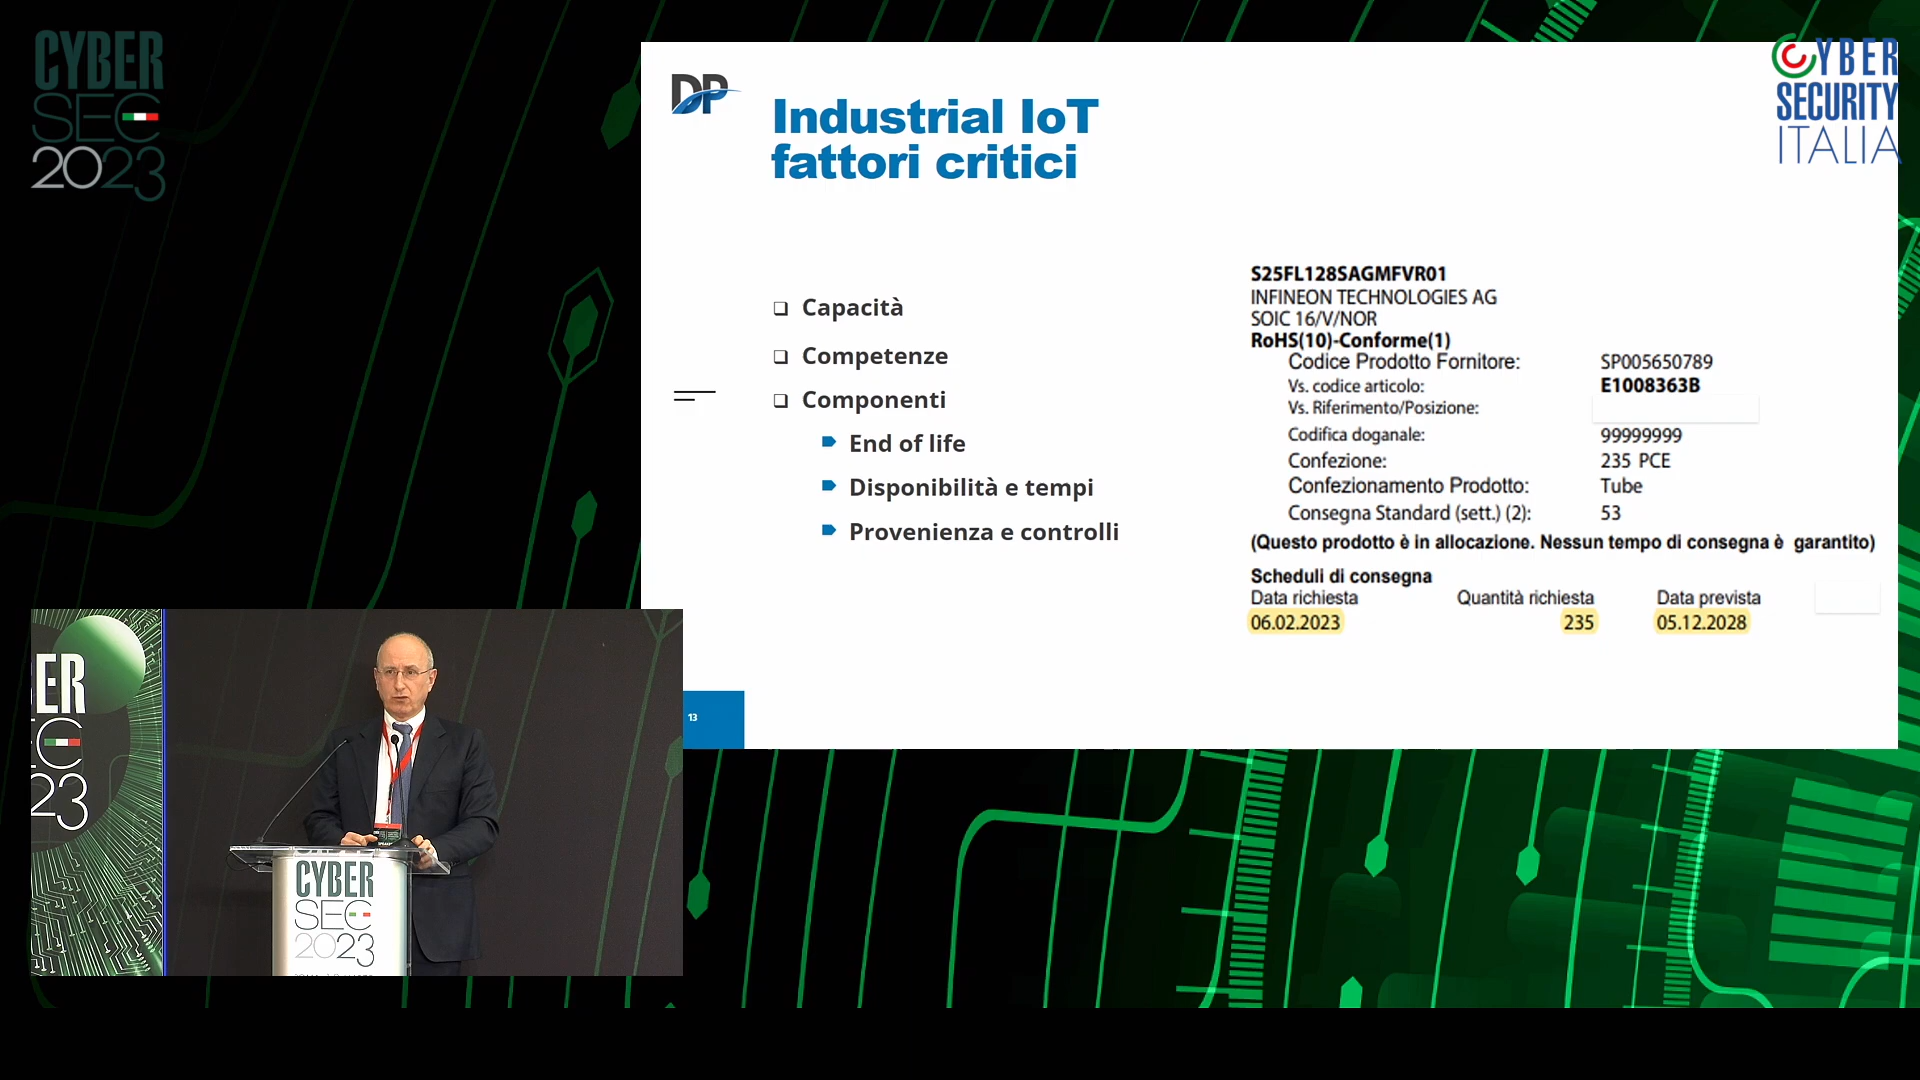 CYBER
SEC
2023
CYBER
SECURITY
ITALIA
DP
Industrial IoT
fattori critici
Capacità
Competenze
Componenti
End of life
Disponibilità e tempi
Provenienza e controlli
S25FL128SAGMFVR01
INFINEON TECHNOLOGIES AG
SOIC 16/V/NOR
RoHS(10)-Conforme(1)
Codice Prodotto Fornitore: SP005650789
Vs. codice articolo: E1008363B
Vs. Riferimento/Posizione:
Codifica doganale: 99999999
Confezione: 235 PCE
Confezionamento Prodotto: Tube
Consegna Standard (sett.) (2): 53
(Questo prodotto è in allocazione. Nessun tempo di consegna è garantito)
Scheduli di consegna
Data richiesta Quantità richiesta Data prevista
06.02.2023 235 05.12.2028
13
ER
23
CYBER
SEC
2023